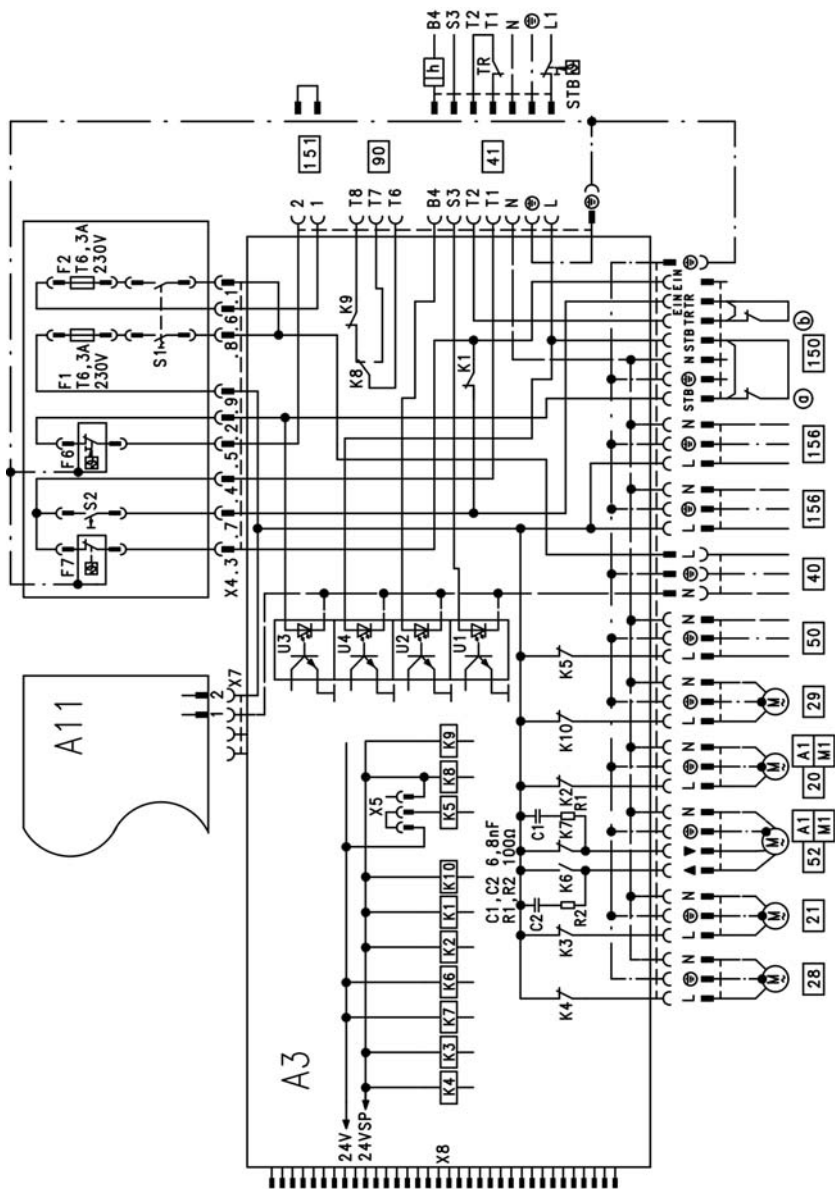 A11
X7
1 2
F7
S2
F6
F1
T6,3A
230V
F2
T6,3A
230V
S1
X4.3 .7 .4 .5 .2 .9 .8 .6 .1
151
90
41
2
1
T8
T7
T6
B4
S3
T2
T1
N
L
h
B4
S3
T2
T1
N
L1
TR
STB
A3
24V
24VSP
X8
K4
K3
K7
K6
K2
K1
K10
K5
K8
K9
X5
U3
U4
U2
U1
K8
K9
K1
C1,C2 6,8nF
R1,R2 100Ω
K4
K3
C2
R2
K6
K7
C1
R1
K2
K10
K5
L N
L N
▲ ▼ N
L N
L N
L N
N L
L N
L N
STB N STB TR TR EIN EIN
M~
M~
M~
M~
M~
28
21
52
A1
M1
20
A1
M1
29
50
40
156
156
a
150
b